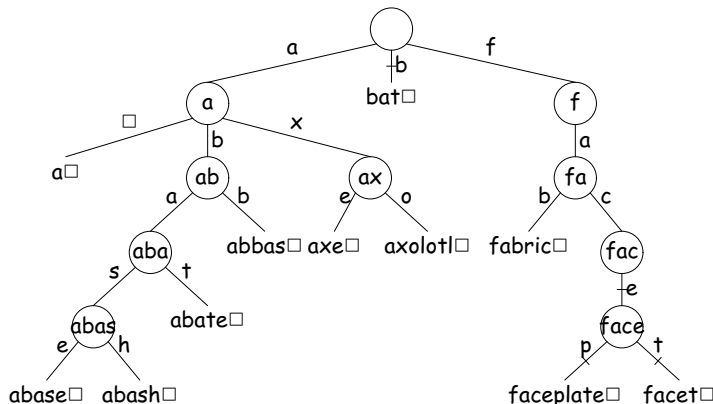 a f
b
bat□
a f
□ b x a
a□
ab ax fa
a b e o b c
abbas□ axe□ axolotl□ fabric□
aba fac
s t e
abate□
abas face
e h p t
abase□ abash□ faceplate□ facet□